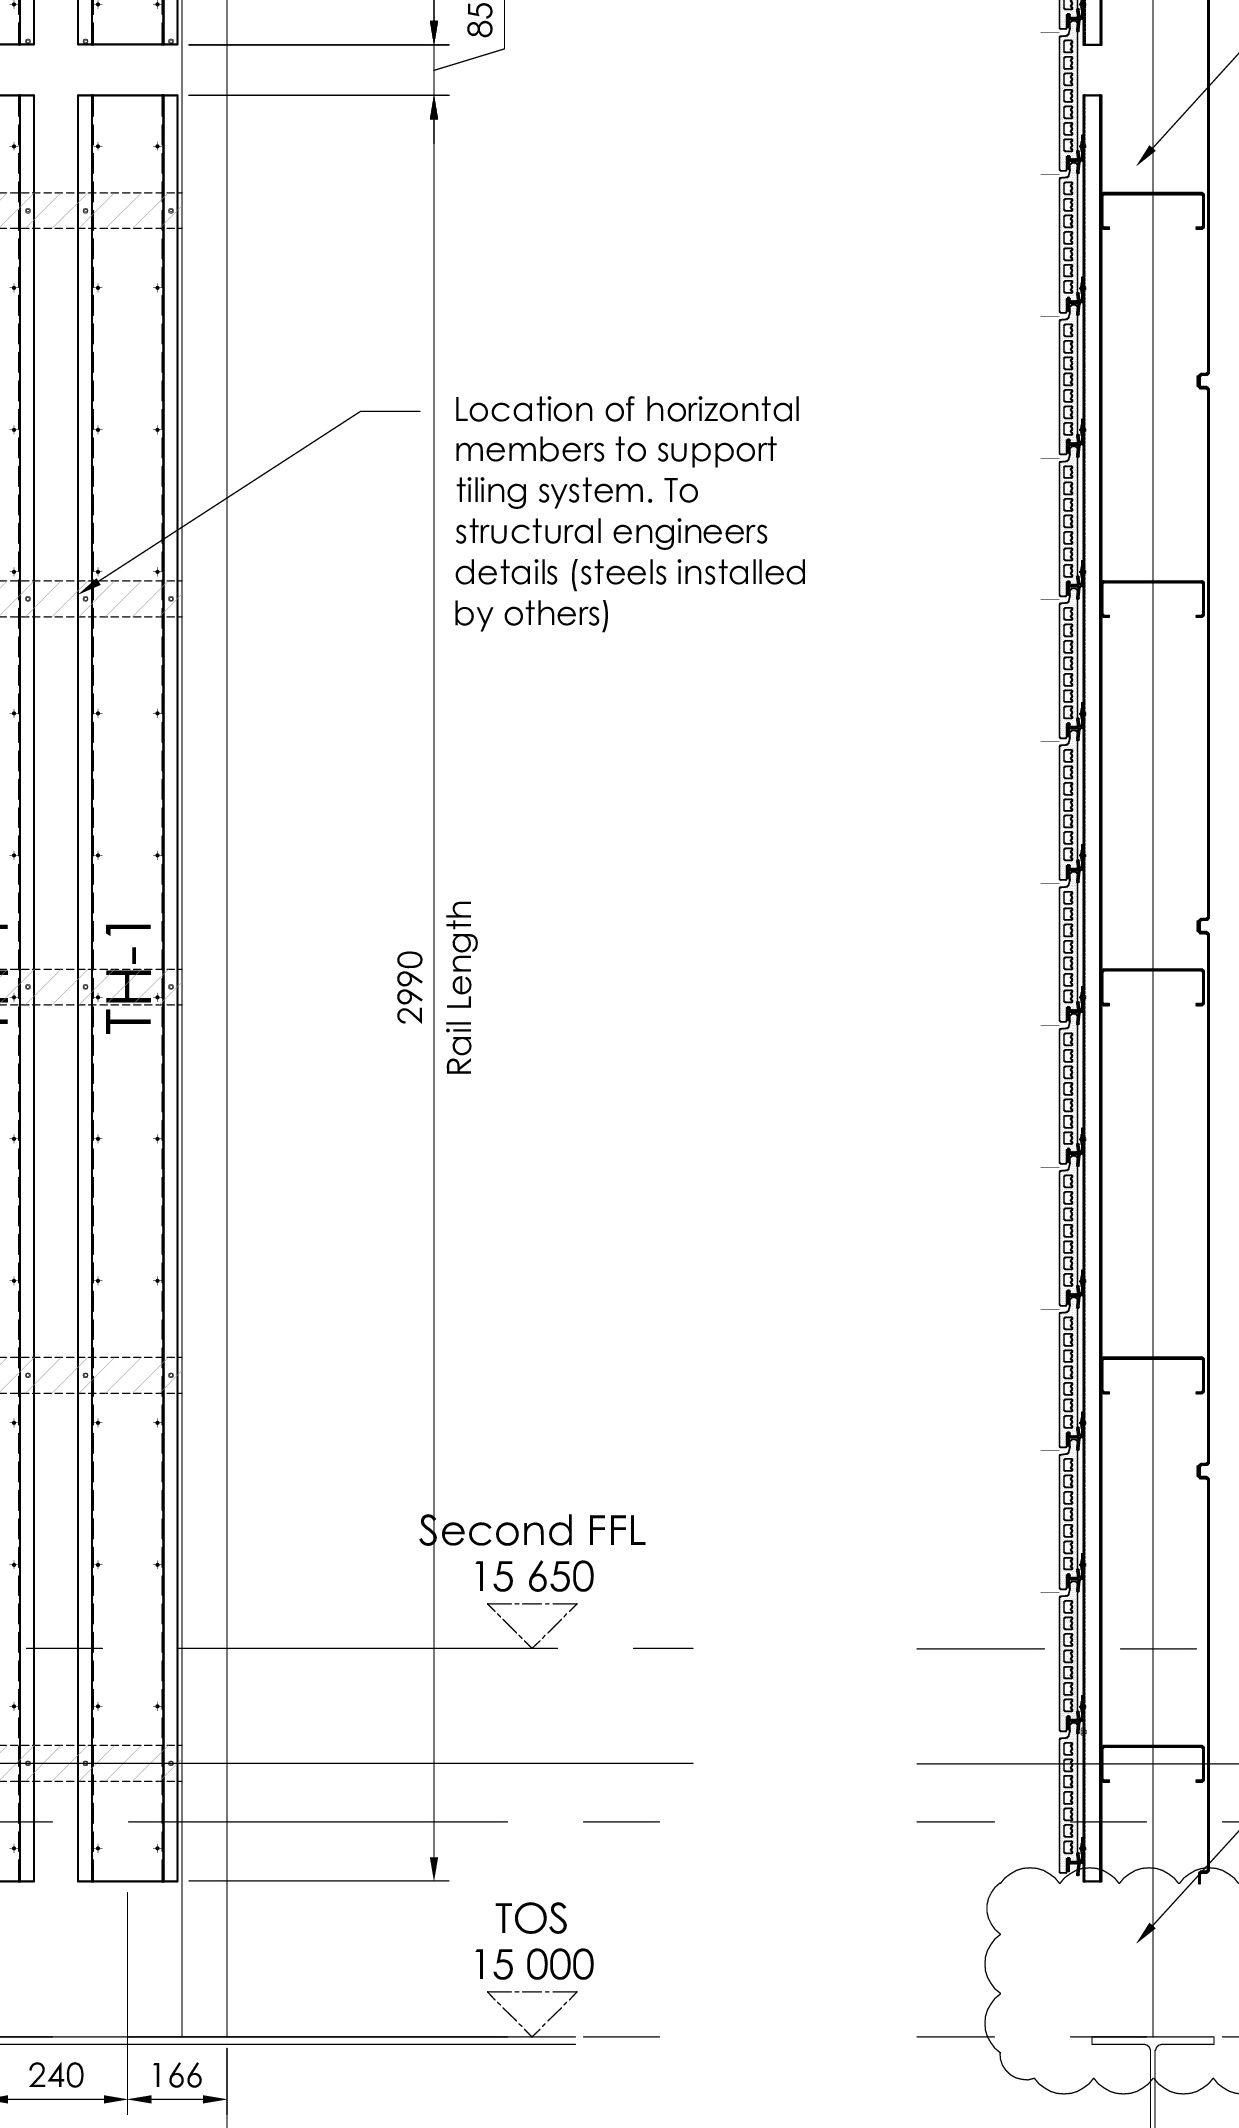 85
Location of horizontal
members to support
tiling system. To
structural engineers
details (steels installed
by others)
TH-1
2990
Rail Length
Second FFL
15 650
TOS
15 000
240
166